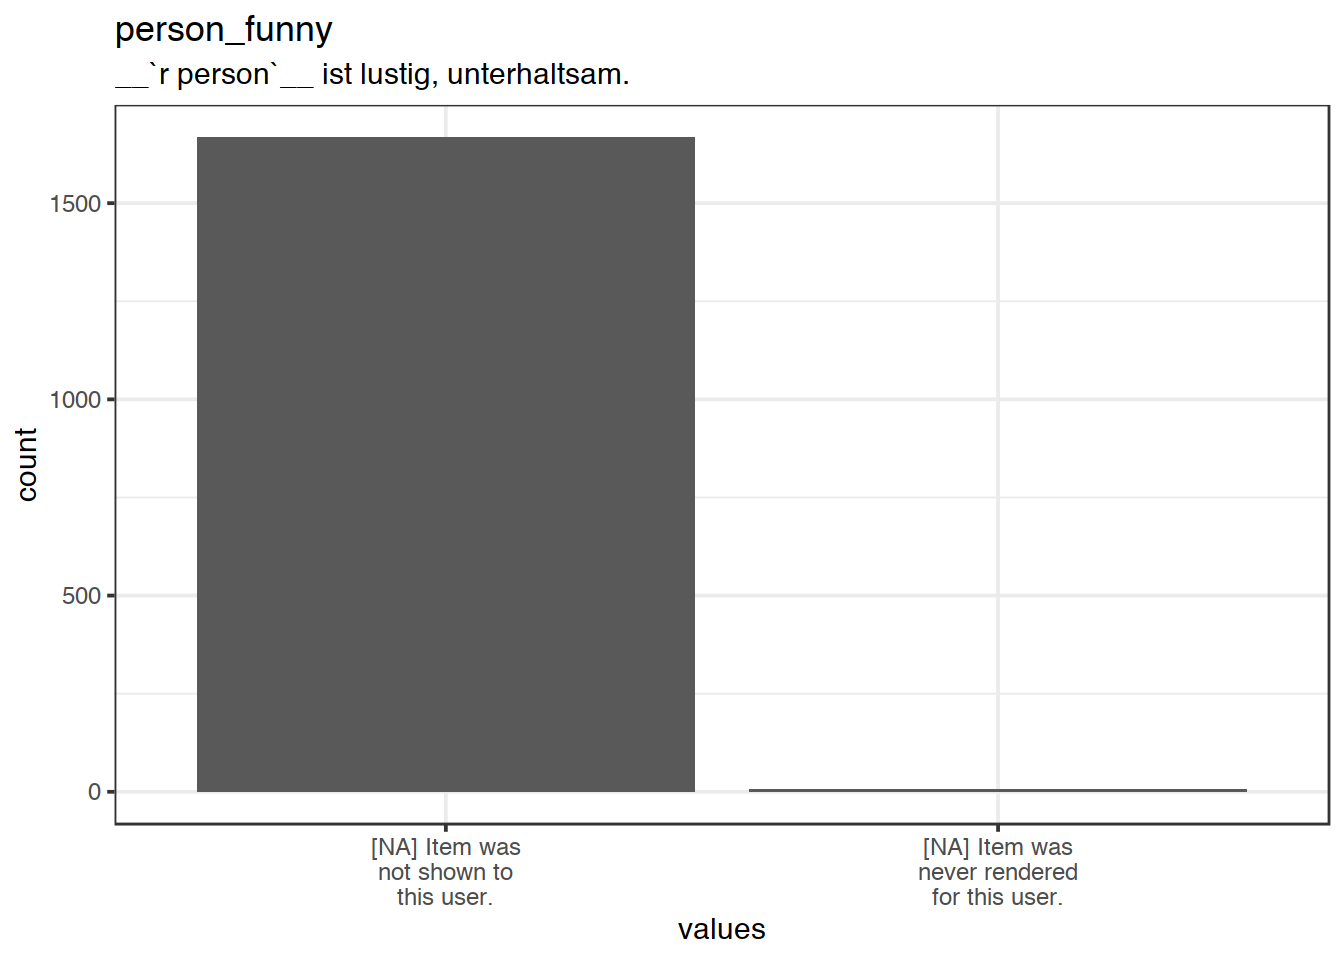 person_funny
__`r person`__ ist lustig, unterhaltsam.
1500
1000
500
0
count
[NA] Item was
not shown to
this user.
[NA] Item was
never rendered
for this user.
values